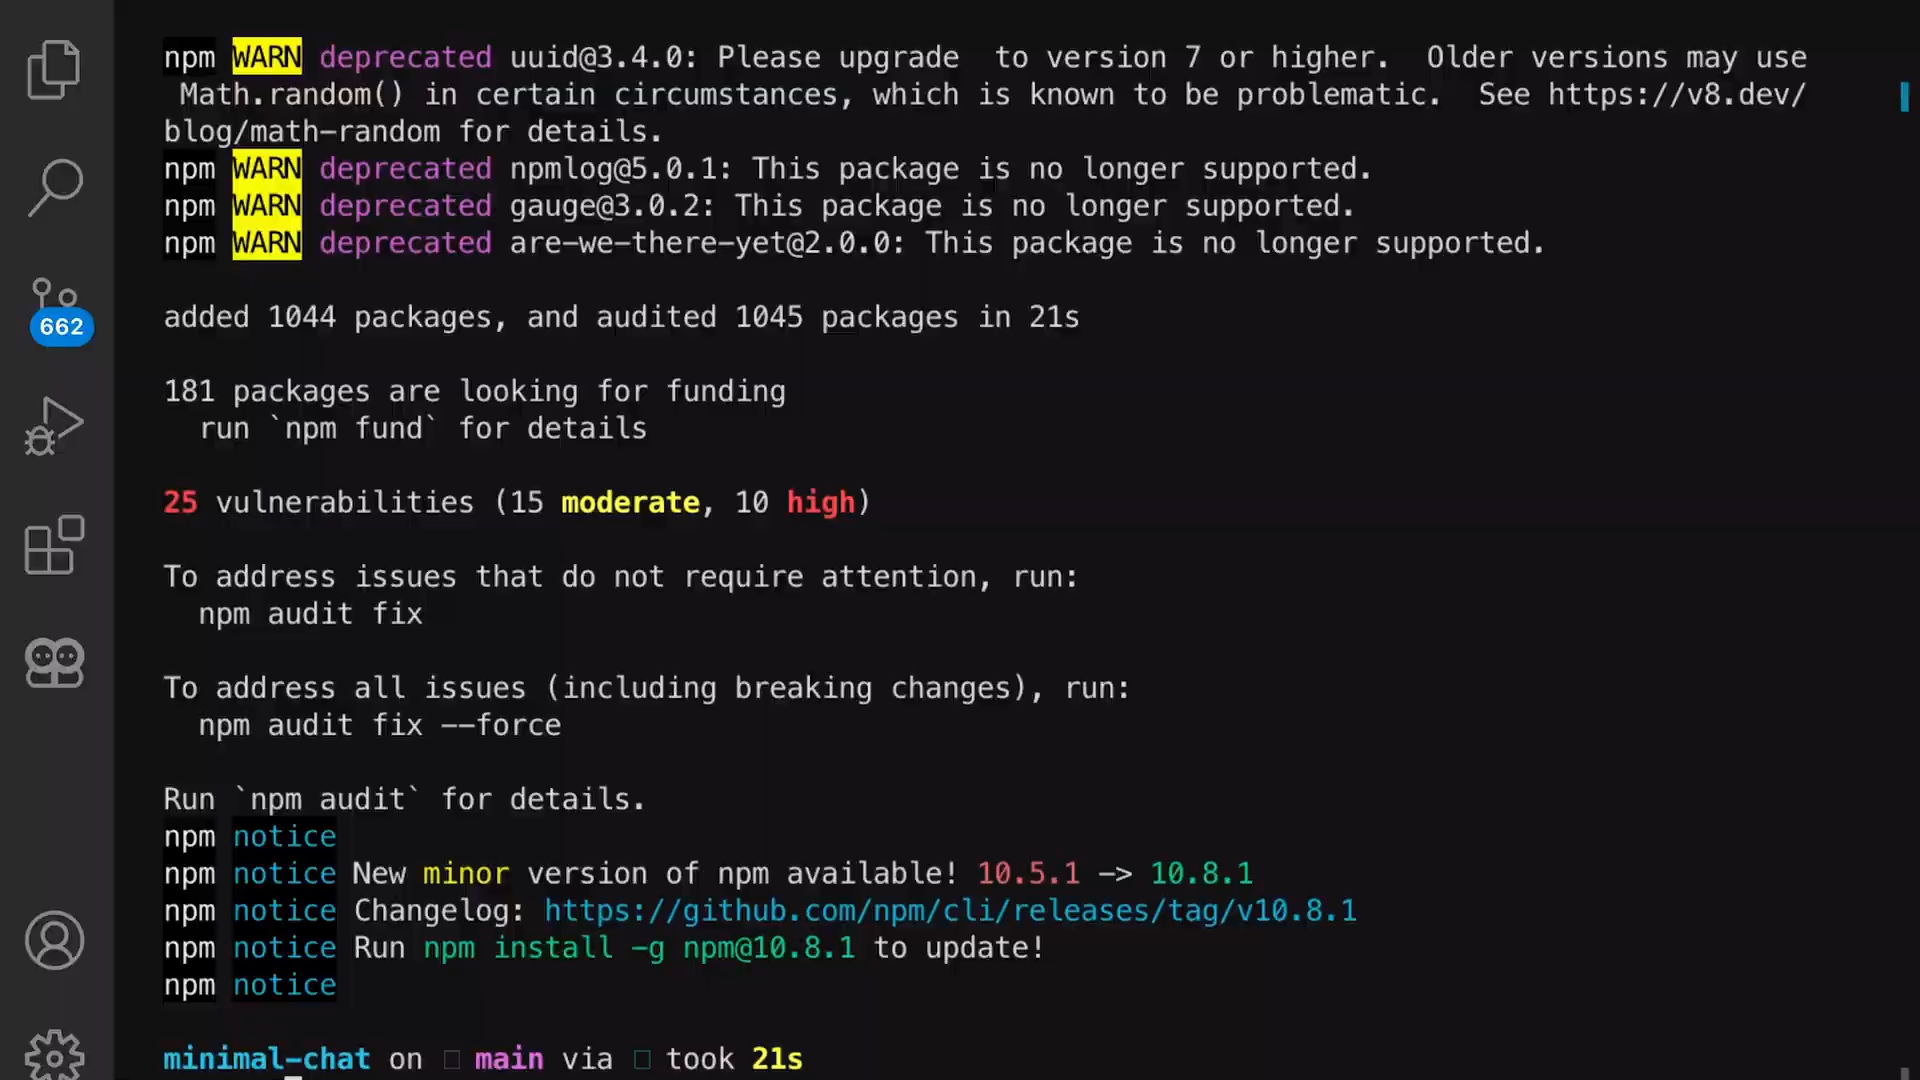 npm WARN deprecated uuid@3.4.0: Please upgrade  to version 7 or higher.  Older versions may use
 Math.random() in certain circumstances, which is known to be problematic.  See https://v8.dev/
blog/math-random for details.
npm WARN deprecated npmlog@5.0.1: This package is no longer supported.
npm WARN deprecated gauge@3.0.2: This package is no longer supported.
npm WARN deprecated are-we-there-yet@2.0.0: This package is no longer supported.
added 1044 packages, and audited 1045 packages in 21s
662
181 packages are looking for funding
  run `npm fund` for details
25 vulnerabilities (15 moderate, 10 high)
To address issues that do not require attention, run:
  npm audit fix
To address all issues (including breaking changes), run:
  npm audit fix --force
Run `npm audit` for details.
npm notice
npm notice New minor version of npm available! 10.5.1 -> 10.8.1
npm notice Changelog: https://github.com/npm/cli/releases/tag/v10.8.1
npm notice Run npm install -g npm@10.8.1 to update!
npm notice
minimal-chat on □ main via □ took 21s